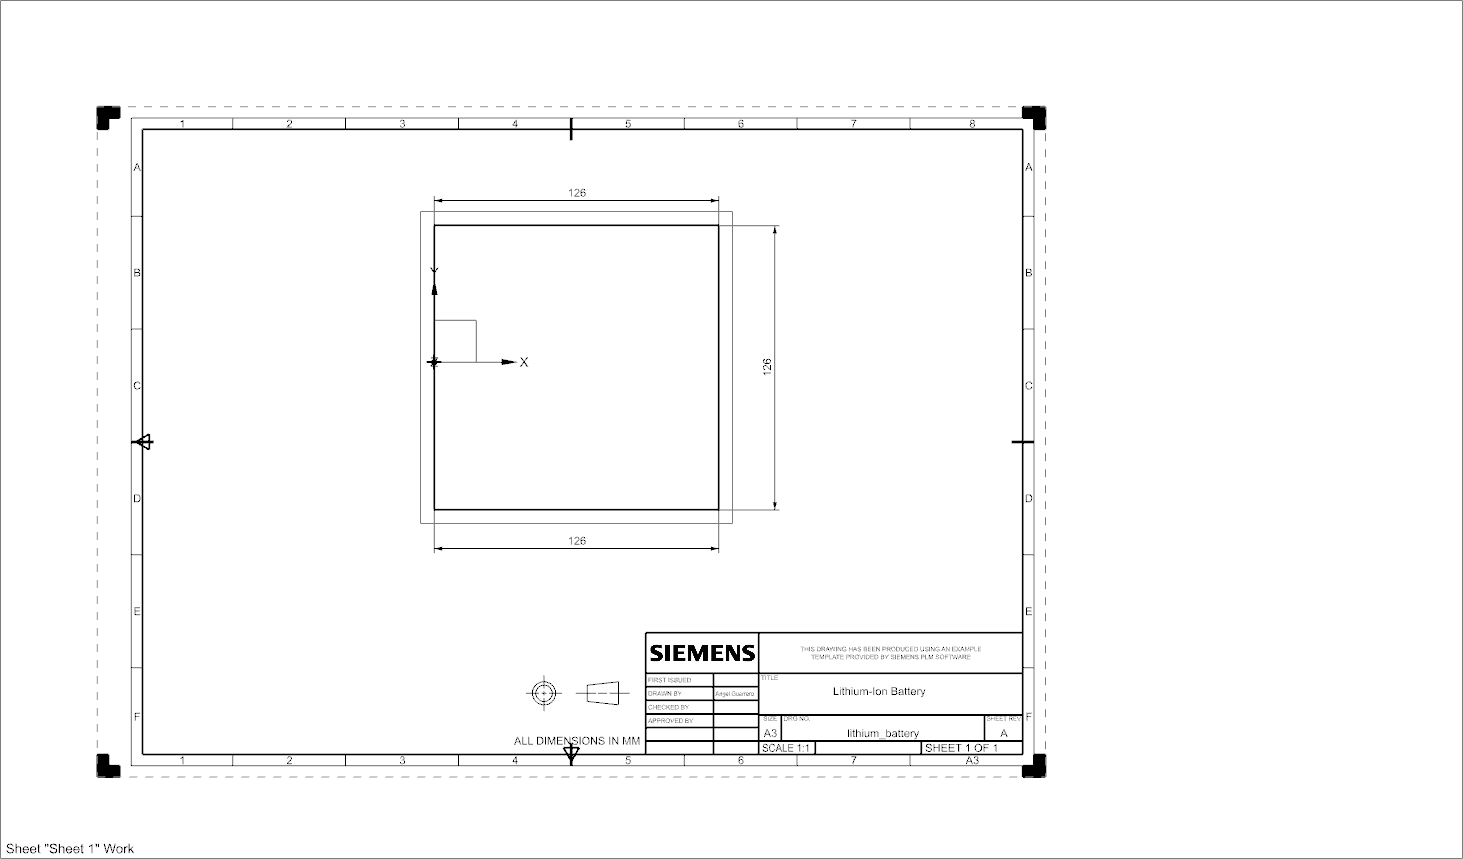 1 2 3 4 5 6 7 8
A A
126
B B
Y
126
X
C C
D D
126
E E
SIEMENS
THIS DRAWING HAS BEEN PRODUCED USING AN EXAMPLE
TEMPLATE PROVIDED BY SIEMENS PLM SOFTWARE
FIRST ISSUED
TITLE
DRAWN BY Angel Guerrero
Lithium-Ion Battery
CHECKED BY
APPROVED BY
F F
SIZE DRG NO. SHEET REV
A3 lithium_battery A
ALL DIMENSIONS IN MM
SCALE 1:1 SHEET 1 OF 1
1 2 3 4 5 6 7 A3
Sheet "Sheet 1" Work